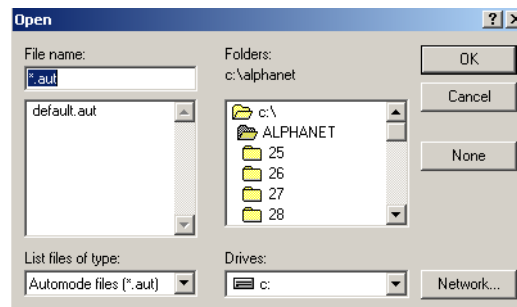 Open
File name:
*.aut
default.aut
List files of type:
Automode files (*.aut)
Folders:
c:\alphanet
c:\
ALPHANET
25
26
27
28
Drives:
c:
OK
Cancel
None
Network...